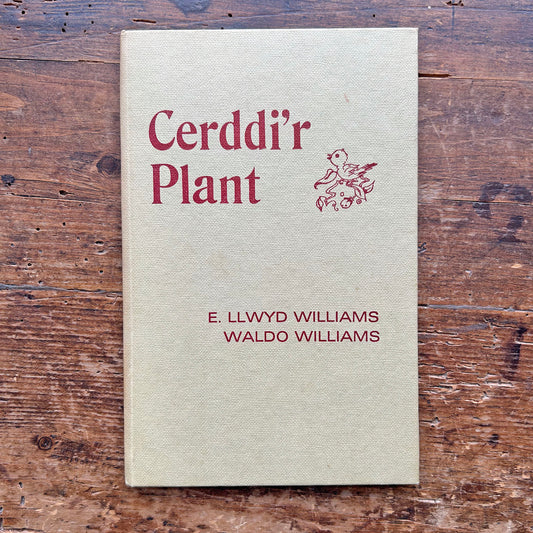 Cerddi'r
Plant
E. LLWYD WILLIAMS
WALDO WILLIAMS